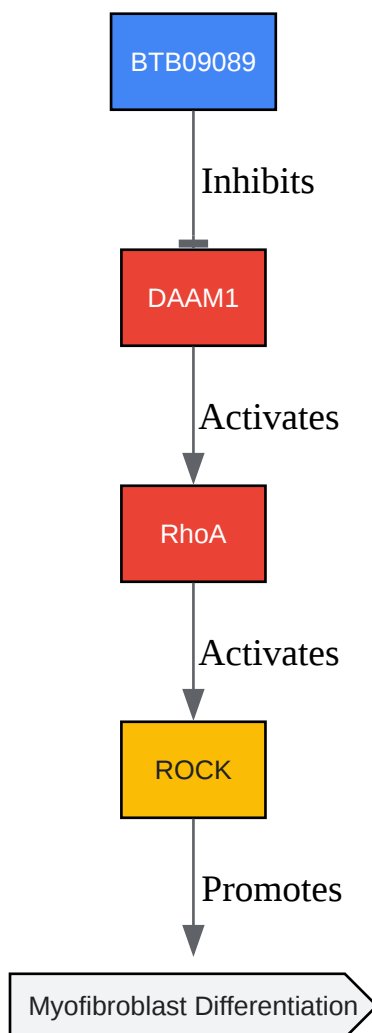 BTB09089
Inhibits
DAAM1
Activates
RhoA
Activates
ROCK
Promotes
Myofibroblast Differentiation